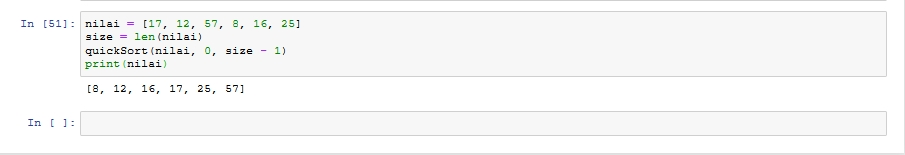 In [51]: nilai = [17, 12, 57, 8, 16, 25]
size = len(nilai)
quickSort(nilai, 0, size - 1)
print(nilai)
[8, 12, 16, 17, 25, 57]
In [ ]: